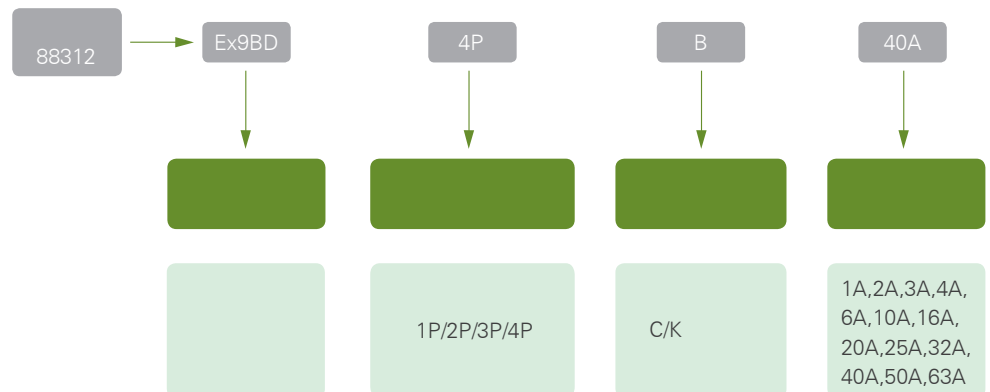 88312
Ex9BD
4P
B
40A
1P/2P/3P/4P
C/K
1A,2A,3A,4A,
6A,10A,16A,
20A,25A,32A,
40A,50A,63A